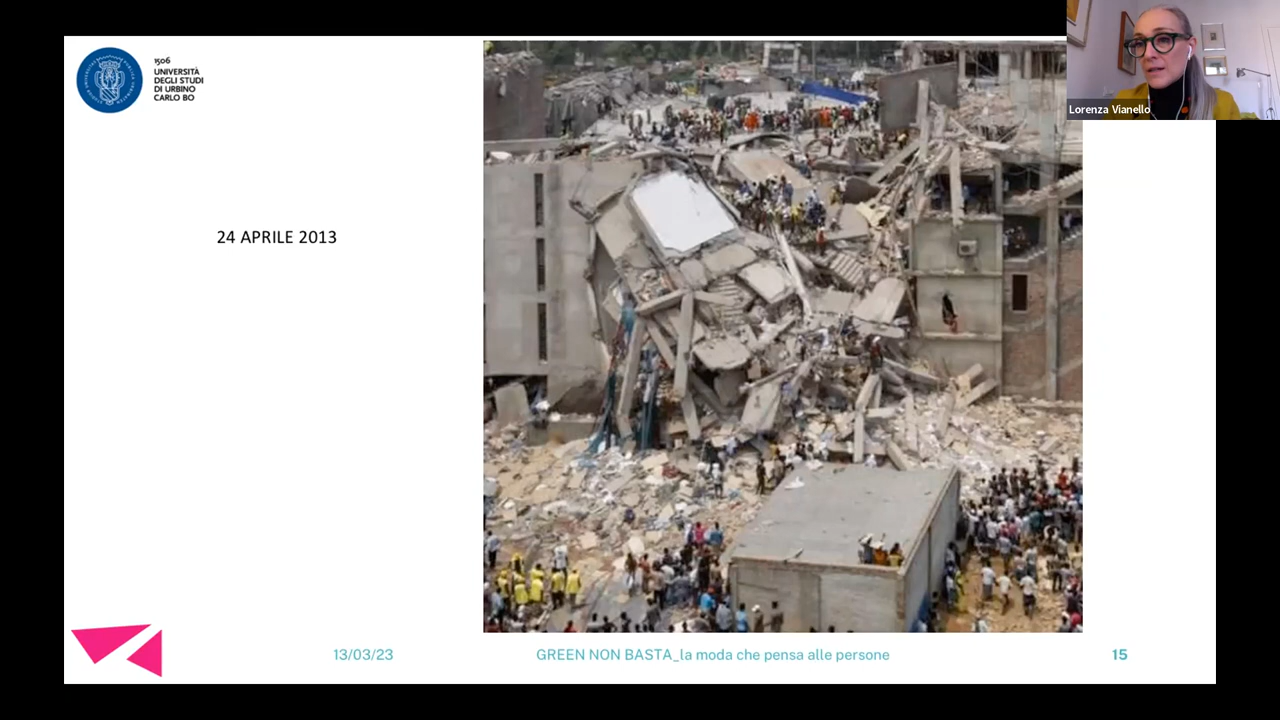 1506
UNIVERSITÀ
DEGLI STUDI
DI URBINO
CARLO BO
Lorenza Vianello
24 APRILE 2013
13/03/23
GREEN NON BASTA_la moda che pensa alle persone
15